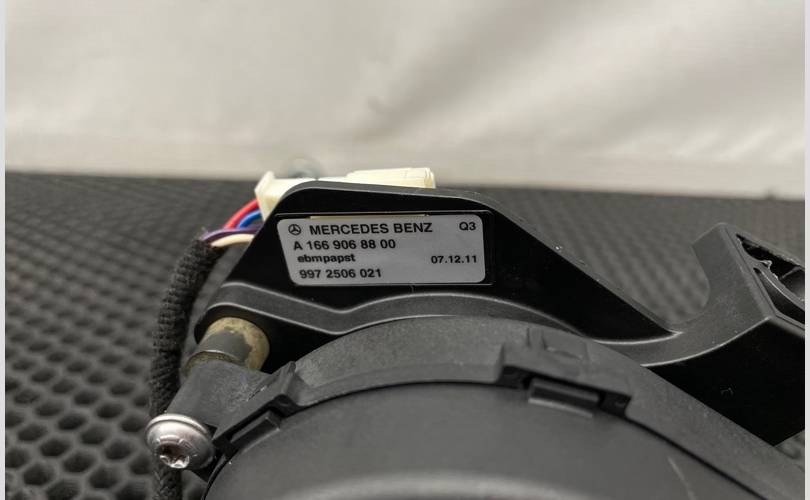 MERCEDES BENZ Q3
A 166 906 88 00
ebmpapst 07.12.11
997 2506 021